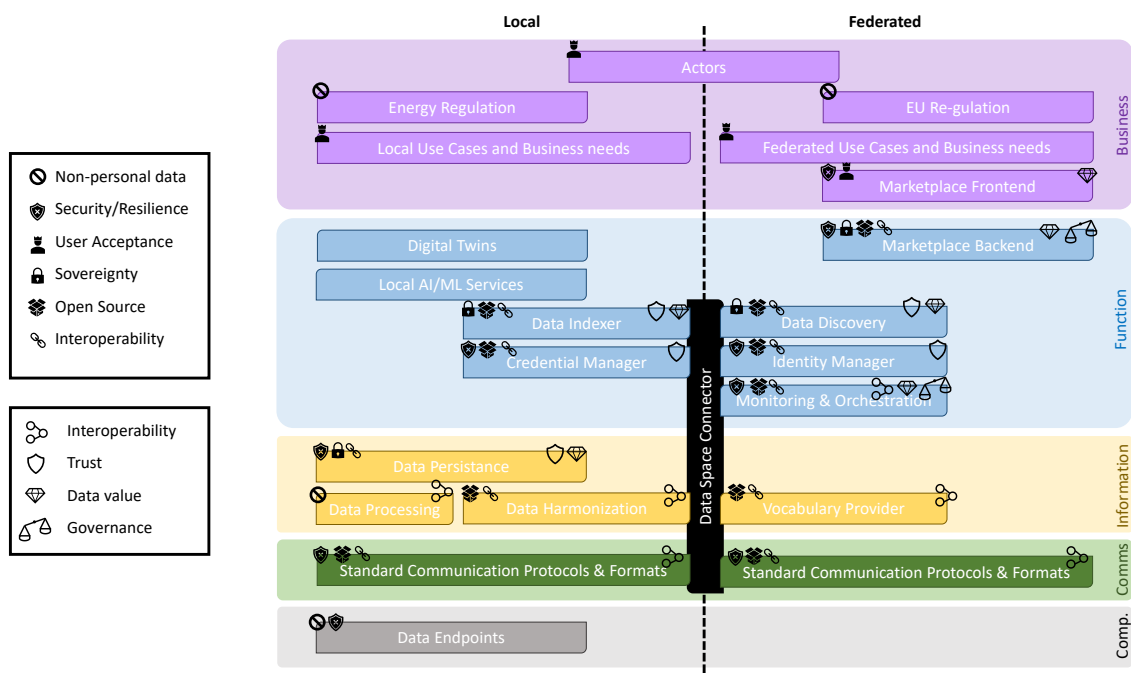 Local
Federated
Actors
Energy Regulation
EU Re-gulation
Local Use Cases and Business needs
Federated Use Cases and Business needs
Marketplace Frontend
Business
Non-personal data
Security/Resilience
User Acceptance
Sovereignty
Open Source
Interoperability
Interoperability
Trust
Data value
Governance
Digital Twins
Marketplace Backend
Local AI/ML Services
Data Indexer
Data Discovery
Credential Manager
Identity Manager
Monitoring & Orchestration
Function
Data Space Connector
Data Persistance
Data Processing
Data Harmonization
Vocabulary Provider
Information
Standard Communication Protocols & Formats
Standard Communication Protocols & Formats
Comms
Data Endpoints
Comp.